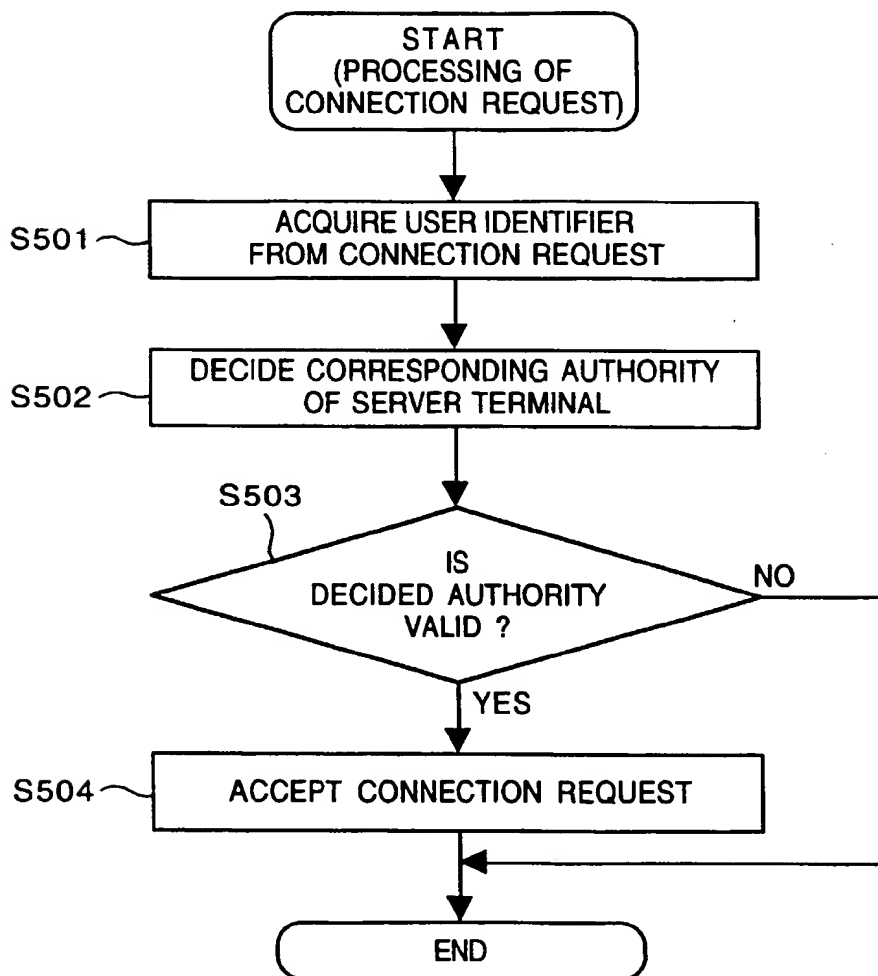 START
(PROCESSING OF
CONNECTION REQUEST)
S501
ACQUIRE USER IDENTIFIER
FROM CONNECTION REQUEST
S502
DECIDE CORRESPONDING AUTHORITY
OF SERVER TERMINAL
S503
IS
DECIDED AUTHORITY
VALID ?
NO
YES
S504
ACCEPT CONNECTION REQUEST
END